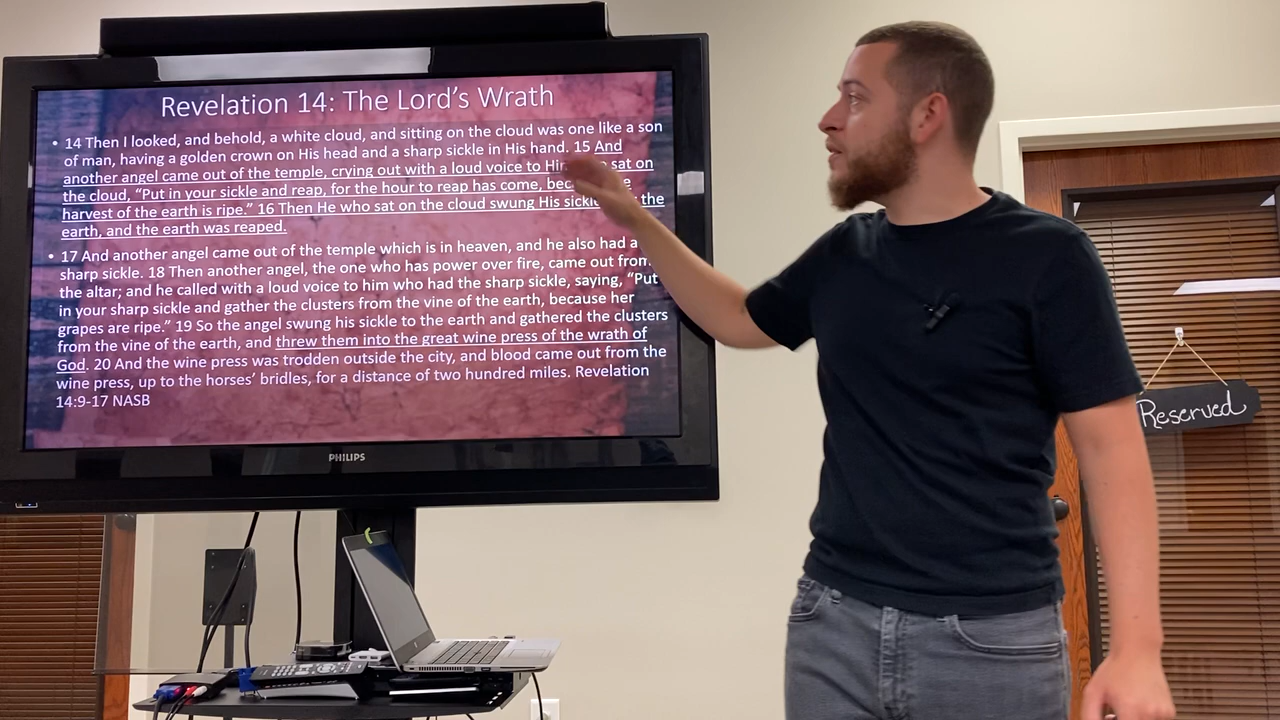 Revelation 14: The Lord's Wrath
• 14 Then I looked, and behold, a white cloud, and sitting on the cloud was one like a son
of man, having a golden crown on His head and a sharp sickle in His hand. 15 And
another angel came out of the temple, crying out with a loud voice to sat on
the cloud, “Put in your sickle and reap, for the hour to reap has come,
harvest of the earth is ripe.” 16 Then He who sat on the cloud swung His the
earth, and the earth was reaped.
• 17 And another angel came out of the temple which is in heaven, and he also had a
sharp sickle. 18 Then another angel, the one who has power over fire, came out from
the altar; and he called with a loud voice to him who had the sharp sickle, saying, “Put
in your sharp sickle and gather the clusters from the vine of the earth, because her
grapes are ripe.” 19 So the angel swung his sickle to the earth and gathered the clusters
from the vine of the earth, and threw them into the great wine press of the wrath of
God. 20 And the wine press was trodden outside the city, and blood came out from the
wine press, up to the horses’ bridles, for a distance of two hundred miles. Revelation
14:9-17 NASB
PHILIPS
Reserved